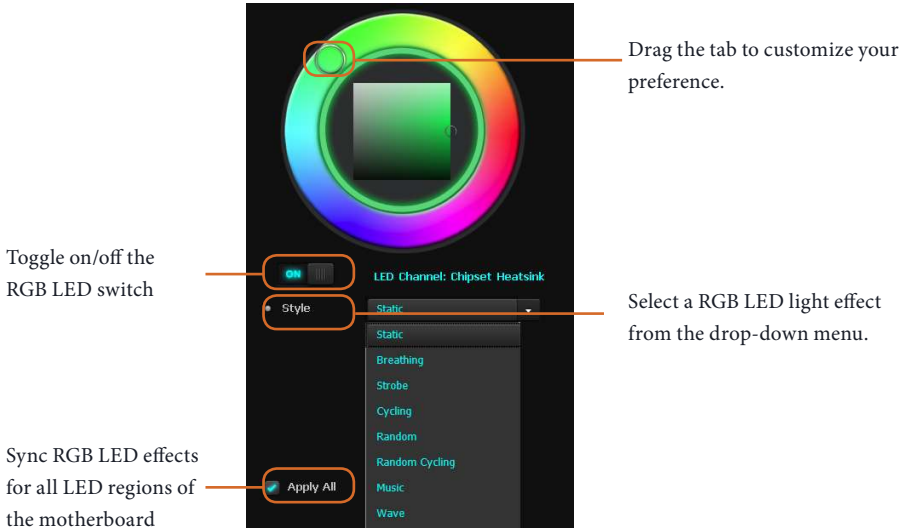 Drag the tab to customize your
preference.
Toggle on/off the
RGB LED switch
ON
LED Channel: Chipset Heatsink
Style
Static
Select a RGB LED light effect
from the drop-down menu.
Static
Breathing
Strobe
Cycling
Random
Random Cycling
Music
Wave
Sync RGB LED effects
for all LED regions of
the motherboard
Apply All